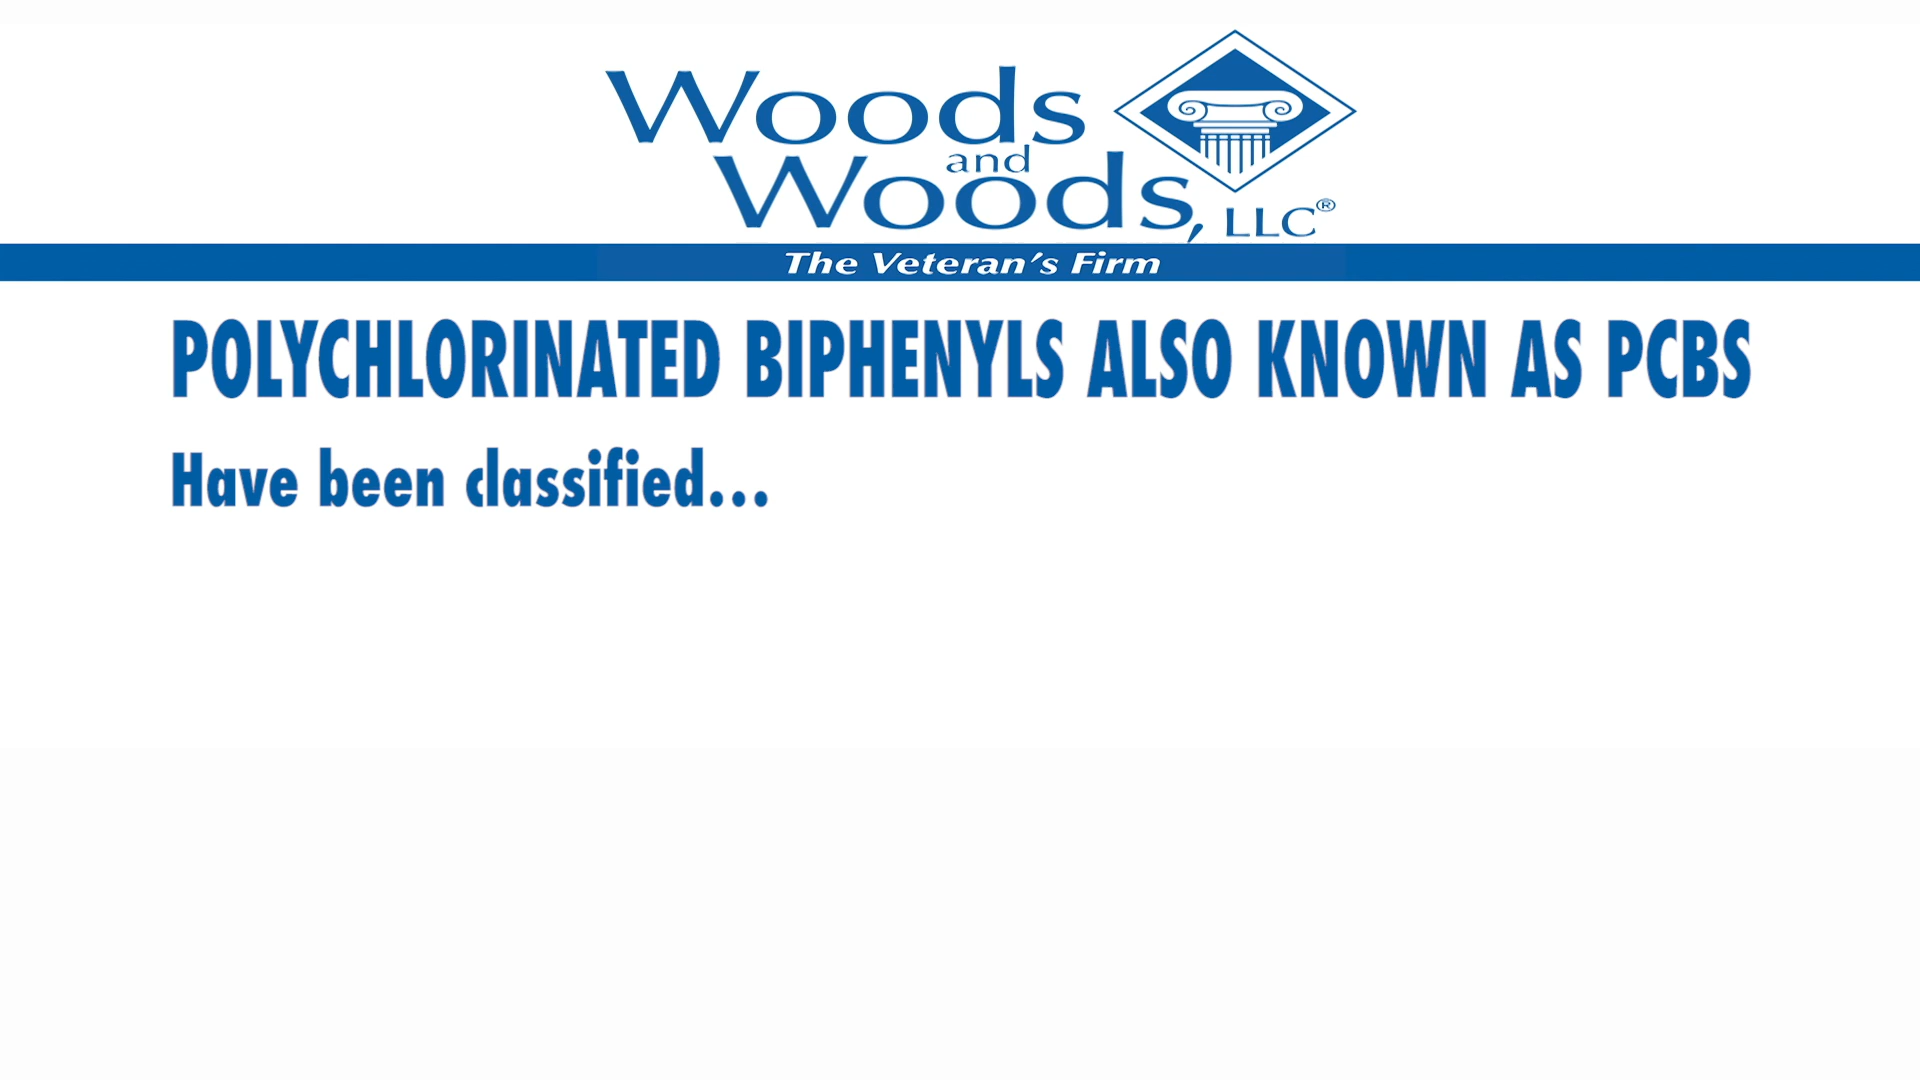 Woods
and
Woods, LLC®
The Veteran's Firm
POLYCHLORINATED BIPHENYLS ALSO KNOWN AS PCBS
Have been classified...